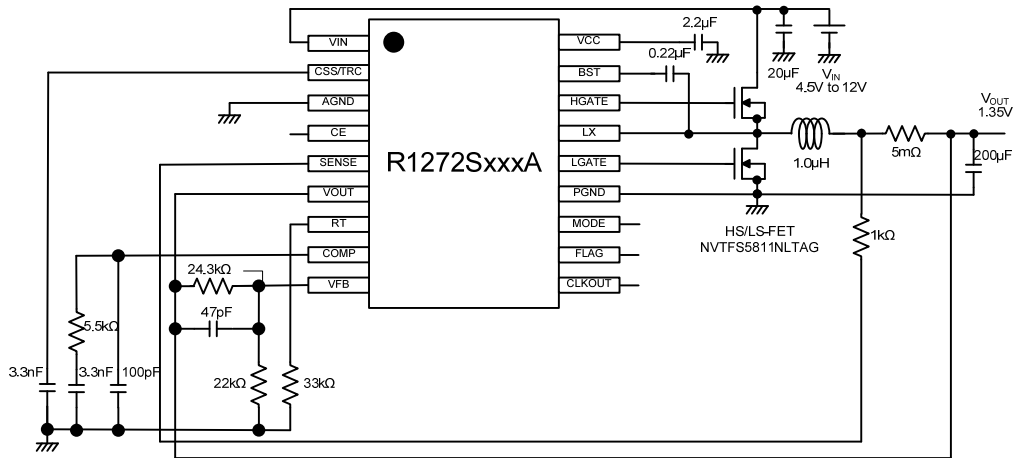 2.2µF
VIN
VCC
0.22µF
20µF
VIN
4.5V to 12V
CSS/TRC
BST
AGND
HGATE
VOUT
1.35V
CE
LX
1.0µH
5mΩ
SENSE
R1272SxxxA
LGATE
200µF
VOUT
PGND
RT
MODE
HS/LS-FET
NVTFS5811NLTAG
1kΩ
COMP
FLAG
24.3kΩ
VFB
CLKOUT
47pF
5.5kΩ
3.3nF
3.3nF
100pF
22kΩ
33kΩ